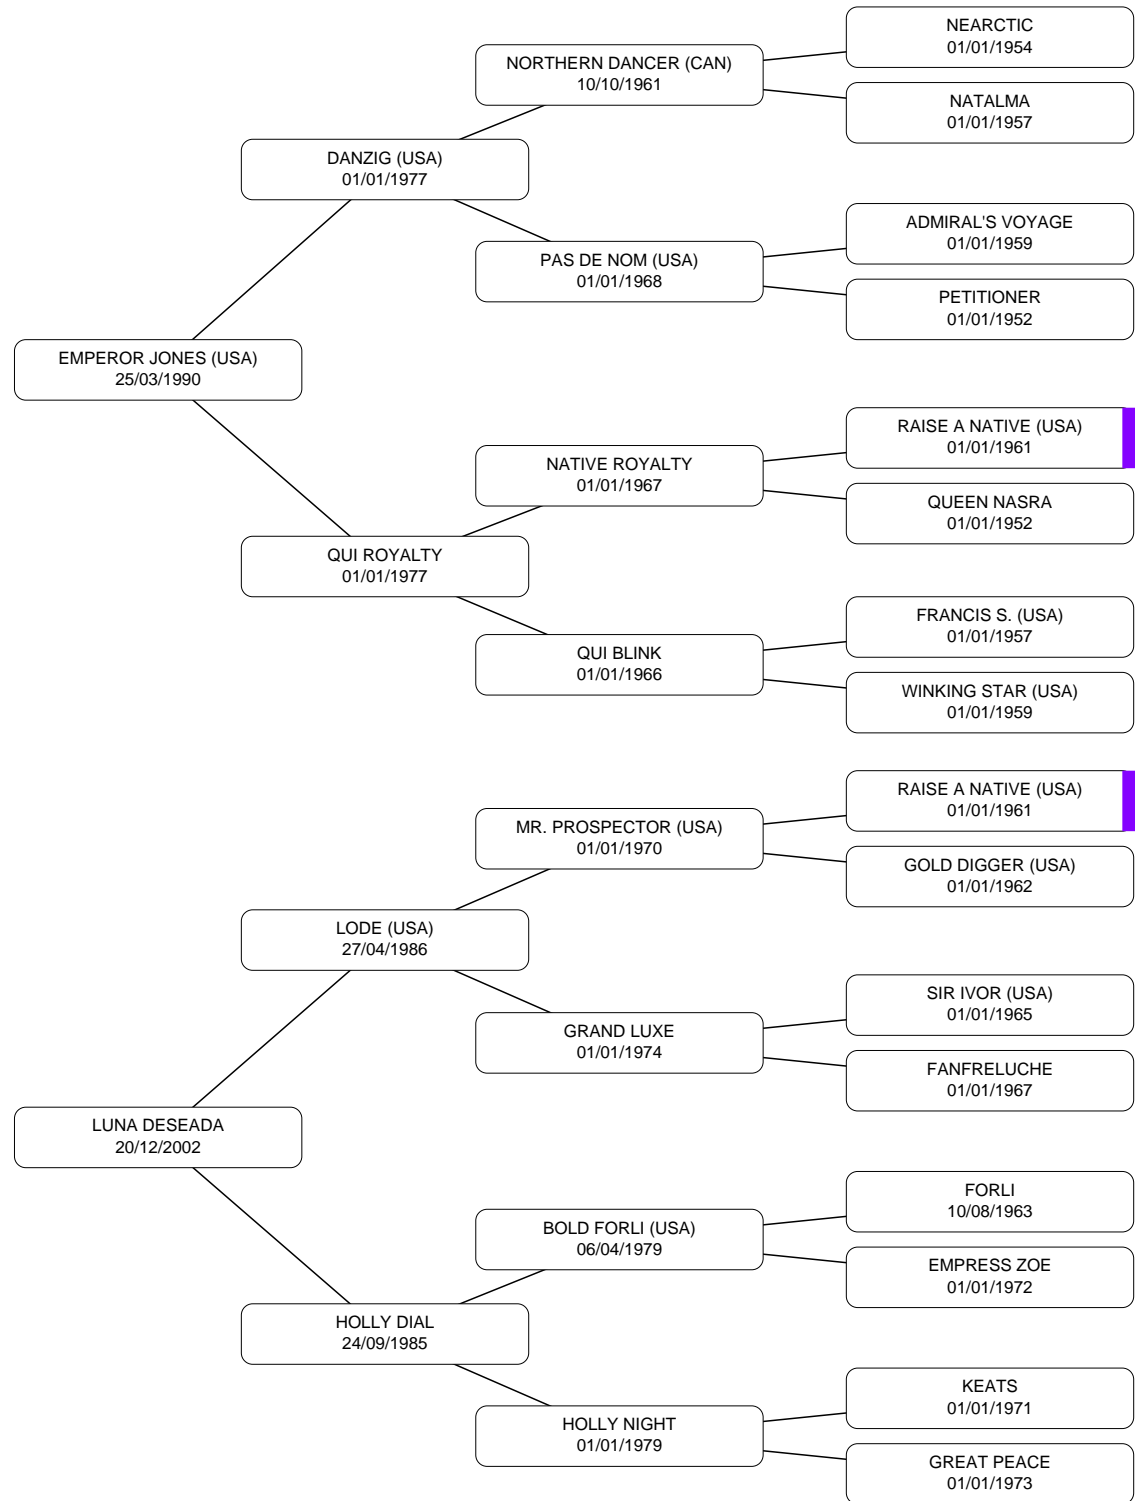 NEARCTIC
01/01/1954
NORTHERN DANCER (CAN)
10/10/1961
NATALMA
01/01/1957
DANZIG (USA)
01/01/1977
ADMIRAL'S VOYAGE
01/01/1959
PAS DE NOM (USA)
01/01/1968
PETITIONER
01/01/1952
EMPEROR JONES (USA)
25/03/1990
RAISE A NATIVE (USA)
01/01/1961
NATIVE ROYALTY
01/01/1967
QUEEN NASRA
01/01/1952
QUI ROYALTY
01/01/1977
FRANCIS S. (USA)
01/01/1957
QUI BLINK
01/01/1966
WINKING STAR (USA)
01/01/1959
RAISE A NATIVE (USA)
01/01/1961
MR. PROSPECTOR (USA)
01/01/1970
GOLD DIGGER (USA)
01/01/1962
LODE (USA)
27/04/1986
SIR IVOR (USA)
01/01/1965
GRAND LUXE
01/01/1974
FANFRELUCHE
01/01/1967
LUNA DESEADA
20/12/2002
FORLI
10/08/1963
BOLD FORLI (USA)
06/04/1979
EMPRESS ZOE
01/01/1972
HOLLY DIAL
24/09/1985
KEATS
01/01/1971
HOLLY NIGHT
01/01/1979
GREAT PEACE
01/01/1973